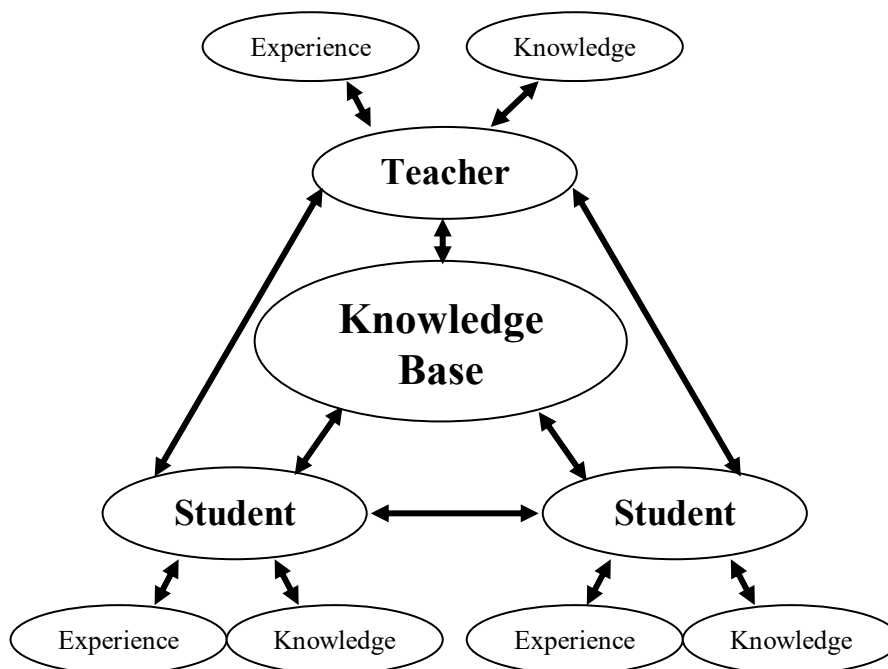 Experience
Knowledge
Teacher
Knowledge
Base
Student
Student
Experience
Knowledge
Experience
Knowledge